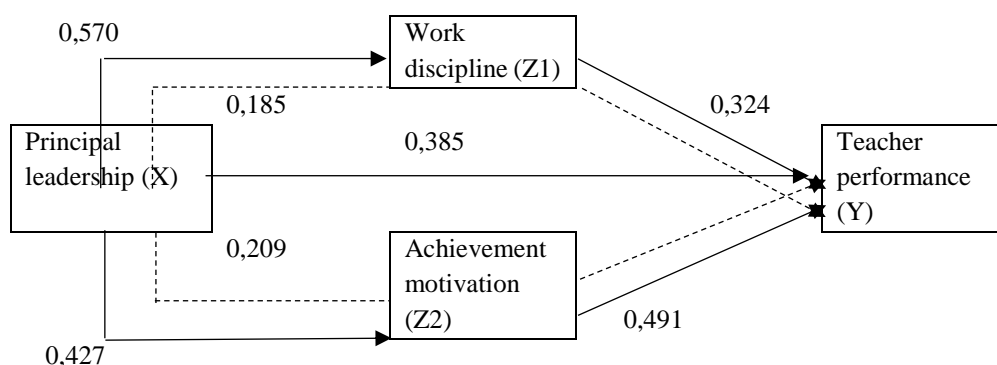 0,570
Work
discipline (Z1)
0,185
0,324
0,385
Principal
leadership (X)
Teacher
performance
(Y)
0,209
Achievement
motivation
(Z2)
0,491
0,427